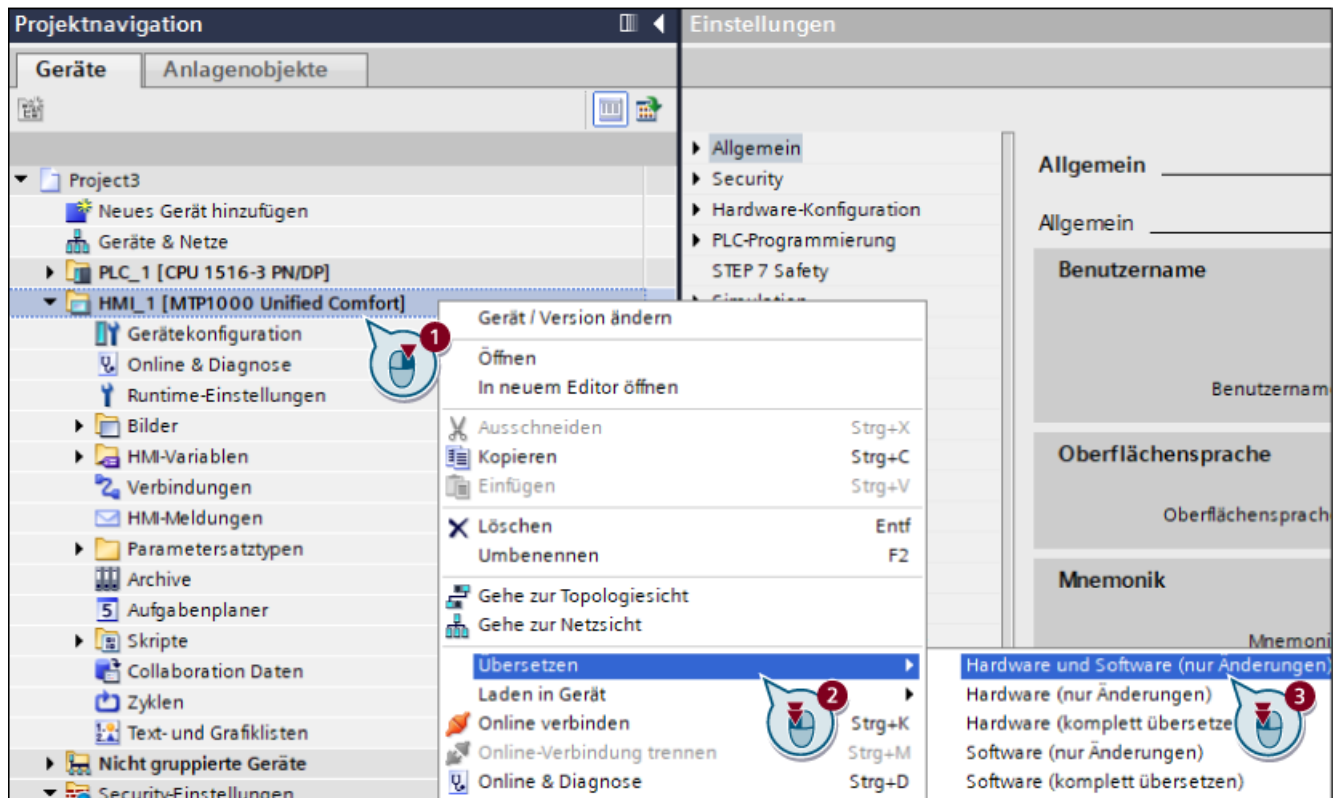 Projektnavigation
Geräte
Anlagenobjekte
Project3
Neues Gerät hinzufügen
Geräte & Netze
PLC_1 [CPU 1516-3 PN/DP]
HMI_1 [MTP1000 Unified Comfort]
Gerätekonfiguration
Online & Diagnose
Runtime-Einstellungen
Bilder
HMI-Variablen
Verbindungen
HMI-Meldungen
Parametersatztypen
Archive
5 Aufgabenplaner
Skripte
Collaboration Daten
Zyklen
Text- und Grafiklisten
Nicht gruppierte Geräte
Security-Einstellungen
1
Gerät / Version ändern
Öffnen
In neuem Editor öffnen
Ausschneiden Strg+X
Kopieren Strg+C
Einfügen Strg+V
Löschen Entf
Umbenennen F2
Gehe zur Topologiesicht
Gehe zur Netzsicht
Übersetzen
Laden in Gerät
2
Online verbinden Strg+K
Online-Verbindung trennen Strg+M
Online & Diagnose Strg+D
Hardware und Software (nur Änderungen)
Hardware (nur Änderungen)
3
Hardware (komplett übersetze
Software (nur Änderungen)
Software (komplett übersetzen)
Einstellungen
Allgemein
Security
Hardware-Konfiguration
PLC-Programmierung
STEP 7 Safety
Simulation
Allgemein
Allgemein
Benutzername
Benutzernam
Oberflächensprache
Oberflächensprach
Mnemonik
Mnemoni